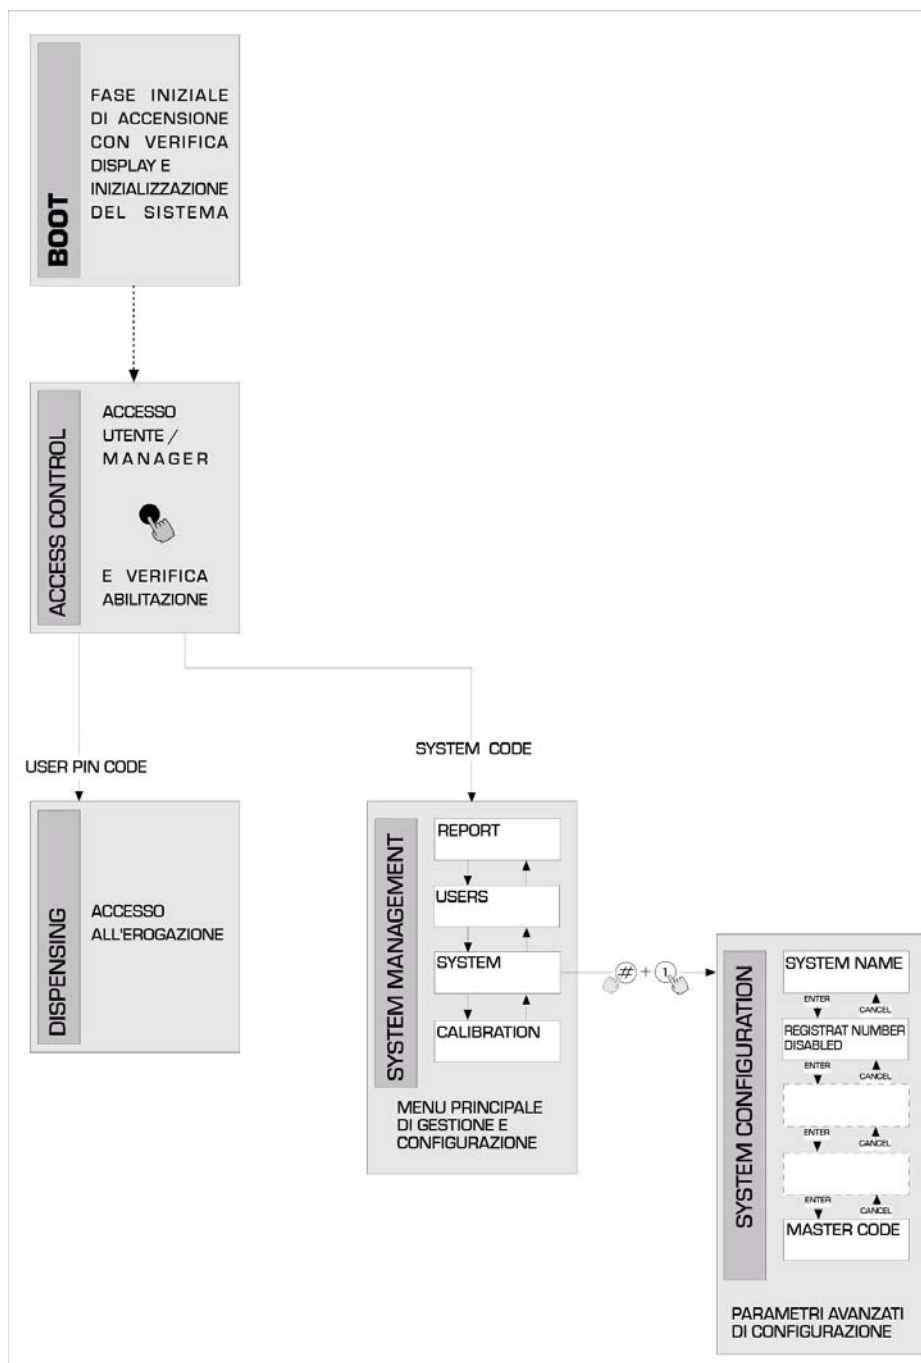 BOOT
FASE INIZIALE
DI ACCENSIONE
CON VERIFICA
DISPLAY E
INIZIALIZZAZIONE
DEL SISTEMA
ACCESS CONTROL
ACCESSO
UTENTE /
MANAGER
E VERIFICA
ABILITAZIONE
USER PIN CODE
SYSTEM CODE
DISPENSING
ACCESSO
ALL'EROGAZIONE
SYSTEM MANAGEMENT
REPORT
USERS
SYSTEM
CALIBRATION
MENU PRINCIPALE
DI GESTIONE E
CONFIGURAZIONE
# + 1
SYSTEM CONFIGURATION
SYSTEM NAME
ENTER CANCEL
REGISTRAT NUMBER
DISABLED
ENTER CANCEL
ENTER CANCEL
ENTER CANCEL
MASTER CODE
PARAMETRI AVANZATI
DI CONFIGURAZIONE